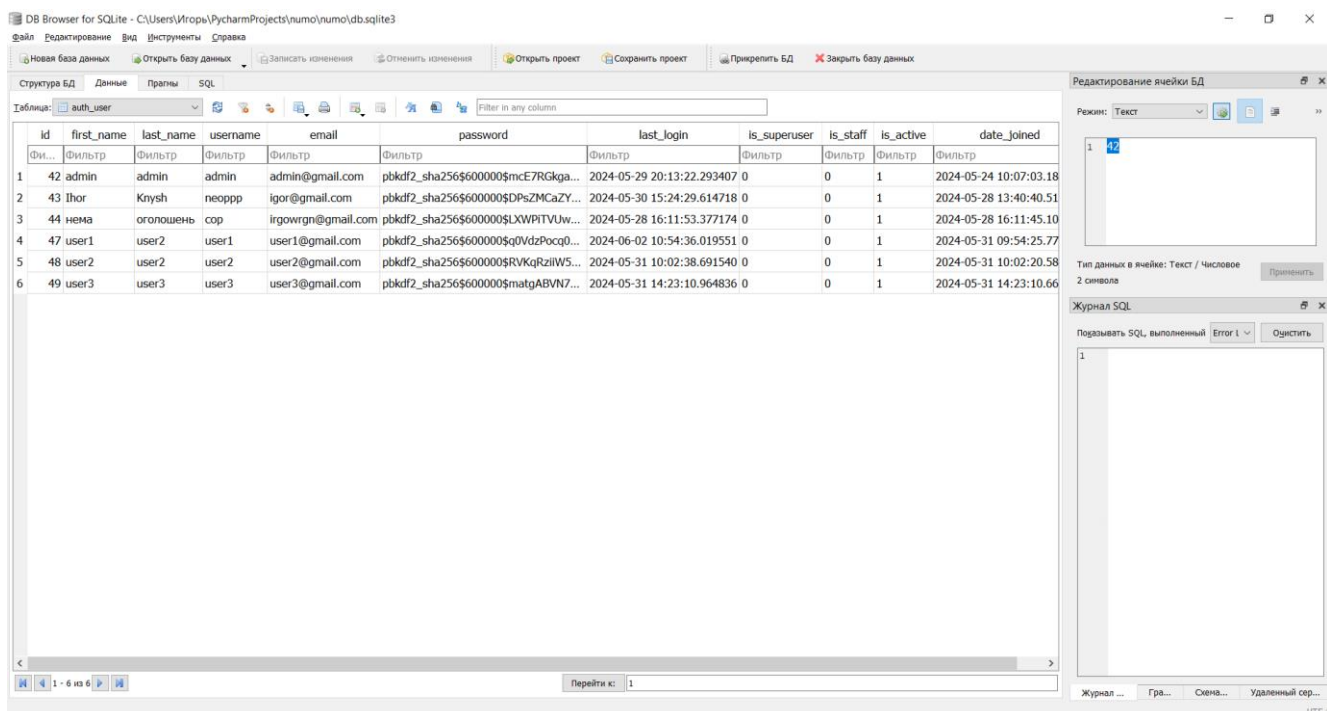 DB Browser for SQLite - C:\Users\Игорь\PycharmProjects\numo\numo\db.sqlite3
Файл Редактирование Вид Инструменты Справка
Новая база данных Открыть базу данных Записать изменения Отменить изменения Открыть проект Сохранить проект Прикрепить БД Закрыть базу данных
Структура БД Данные Прагмы SQL
Таблица: auth_user Filter in any column
id first_name last_name username email password last_login is_superuser is_staff is_active date_joined
Фи... Фильтр Фильтр Фильтр Фильтр Фильтр Фильтр Фильтр Фильтр Фильтр Фильтр
1 42 admin admin admin admin@gmail.com pbkdf2_sha256$600000$mcE7RGkga... 2024-05-29 20:13:22.293407 0 0 1 2024-05-24 10:07:03.18
2 43 Ihor Knysh neoppp igor@gmail.com pbkdf2_sha256$600000$DPsZMCaZY... 2024-05-30 15:24:29.614718 0 0 1 2024-05-28 13:40:40.51
3 44 нема оголошень cop irgowrgn@gmail.com pbkdf2_sha256$600000$LXWPiTVUw... 2024-05-28 16:11:53.377174 0 0 1 2024-05-28 16:11:45.10
4 47 user1 user2 user1 user1@gmail.com pbkdf2_sha256$600000$q0VdzPocq0... 2024-06-02 10:54:36.019551 0 0 1 2024-05-31 09:54:25.77
5 48 user2 user2 user2 user2@gmail.com pbkdf2_sha256$600000$RVKqRziiW5... 2024-05-31 10:02:38.691540 0 0 1 2024-05-31 10:02:20.58
6 49 user3 user3 user3 user3@gmail.com pbkdf2_sha256$600000$matgABVN7... 2024-05-31 14:23:10.964836 0 0 1 2024-05-31 14:23:10.66
1 - 6 из 6 Перейти к: 1
Редактирование ячейки БД
Режим: Текст
1 42
Тип данных в ячейке: Текст / Числовое
2 символа
Применить
Журнал SQL
Показывать SQL, выполненный Error L Очистить
1
Журнал ... Гра... Схема... Удаленный сер...